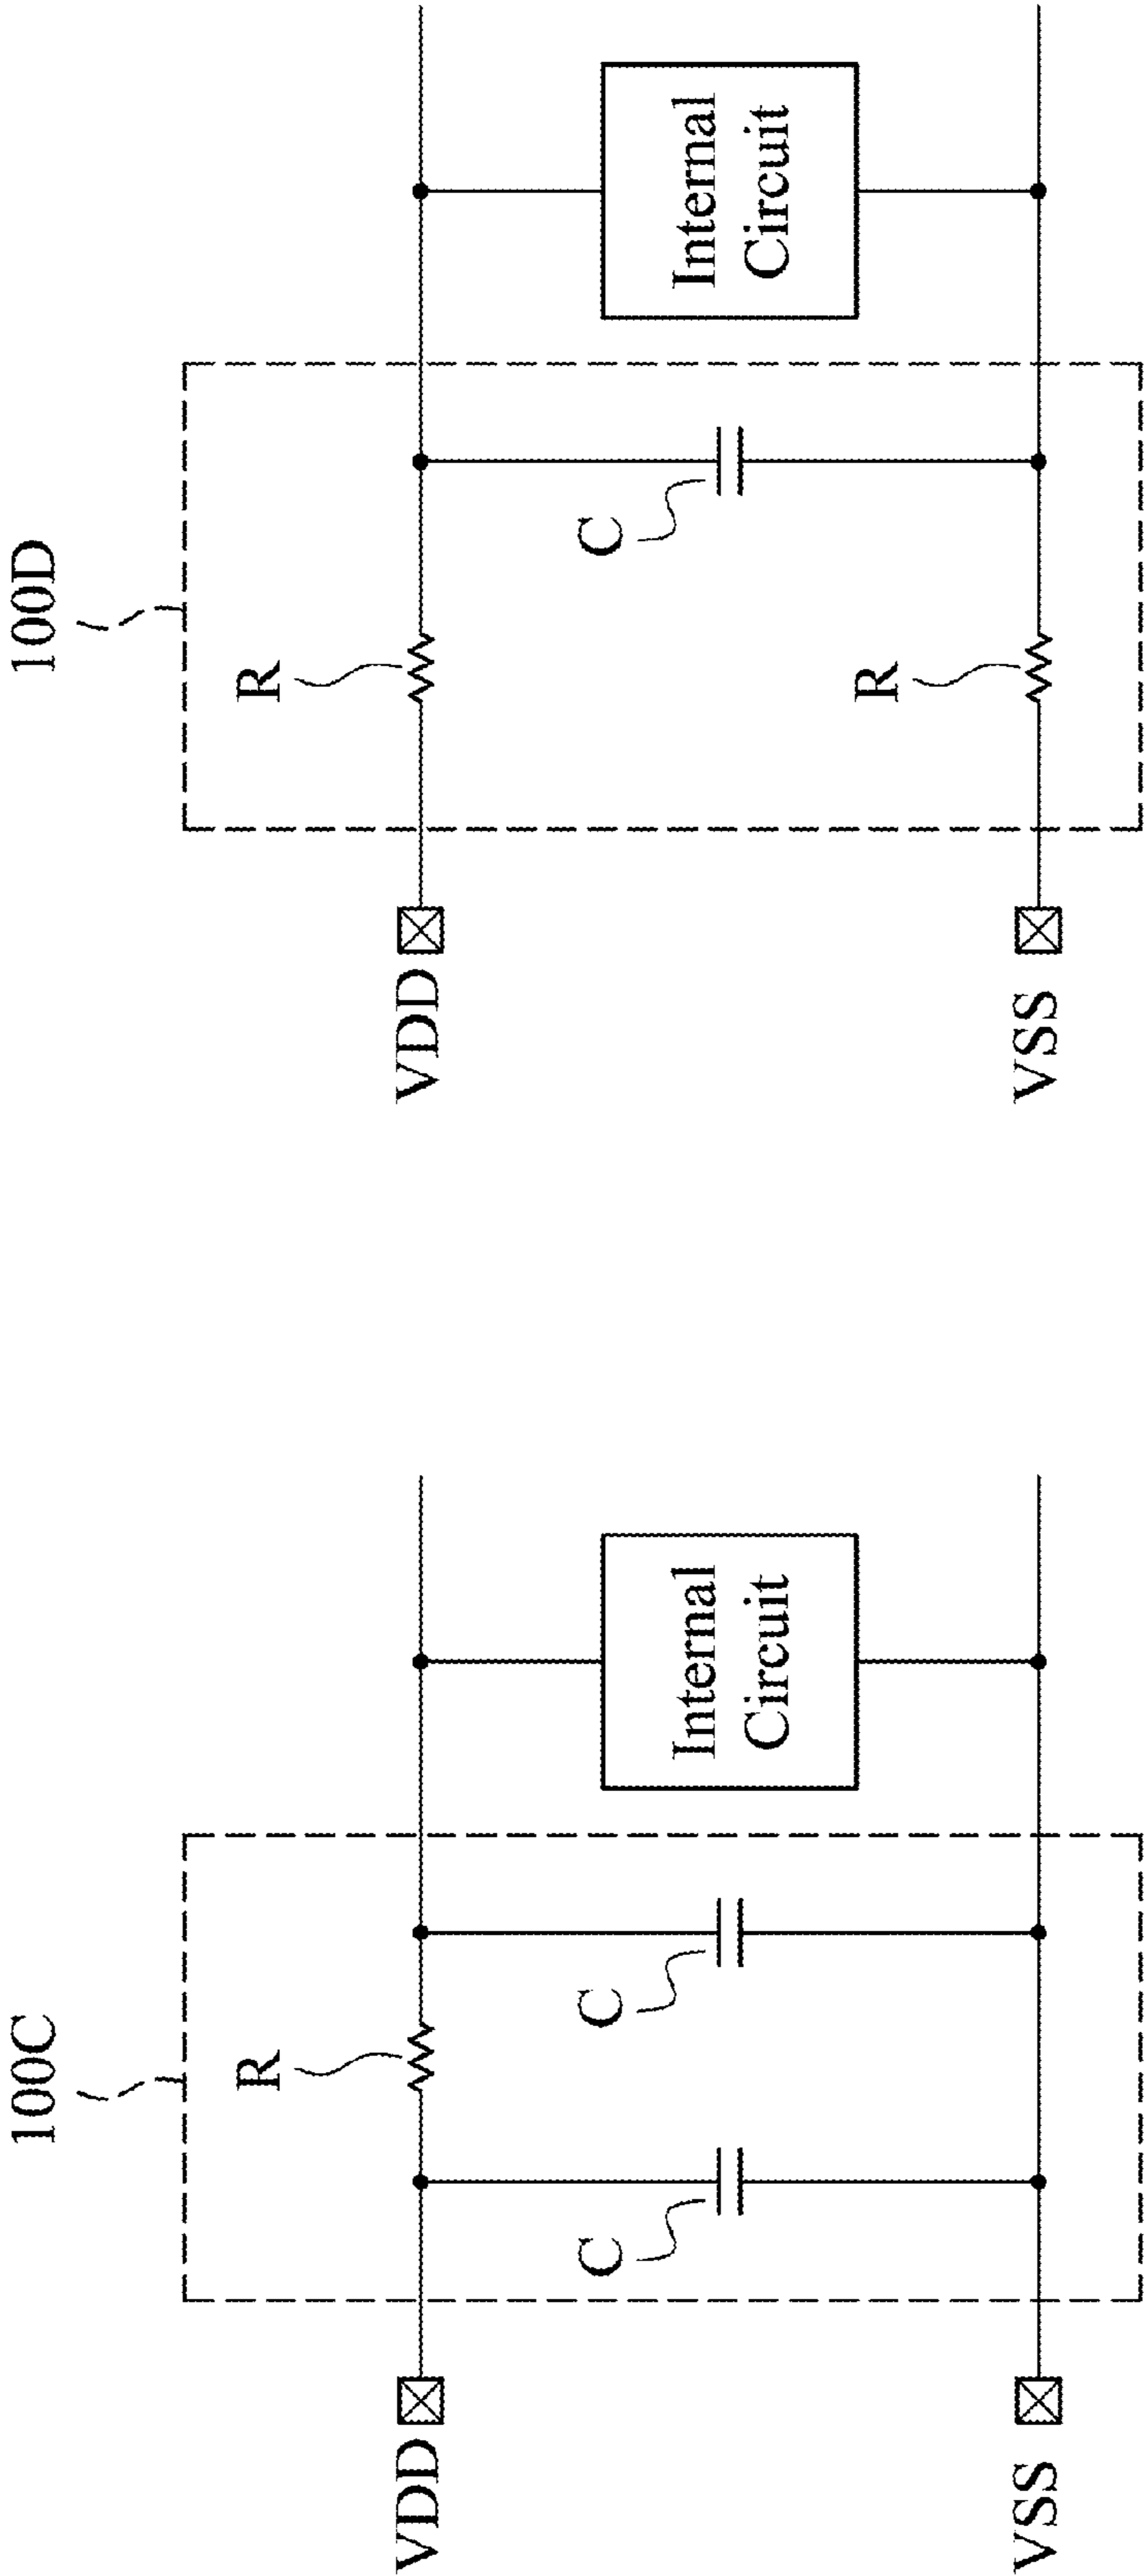 100C
R
C
C
VDD
VSS
Internal
Circuit
100D
R
C
R
VDD
VSS
Internal
Circuit